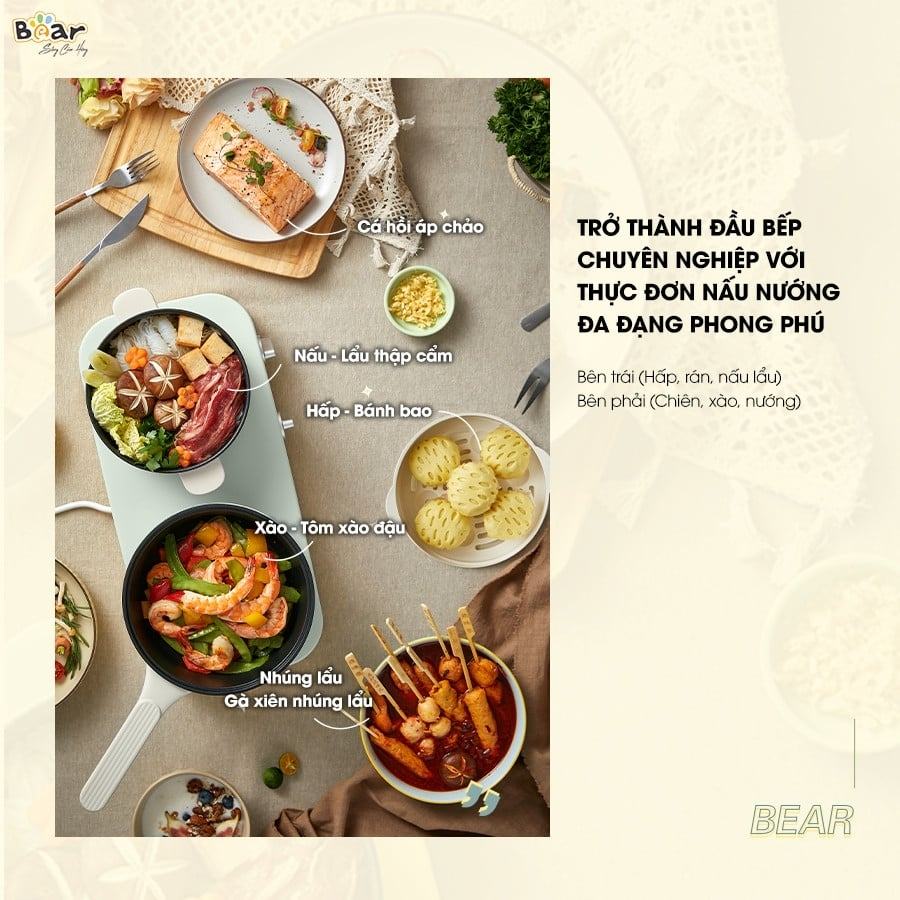 Bear
Sống Cảm Hứng
Cá hồi áp chảo
Nấu - Lẩu thập cẩm
Hấp - Bánh bao
Xào - Tôm xào đậu
Nhúng lẩu
Gà xiên nhúng lẩu
TRỞ THÀNH ĐẦU BẾP
CHUYÊN NGHIỆP VỚI
THỰC ĐƠN NẤU NƯỚNG
ĐA DẠNG PHONG PHÚ
Bên trái (Hấp, rán, nấu lẩu)
Bên phải (Chiên, xào, nướng)
BEAR